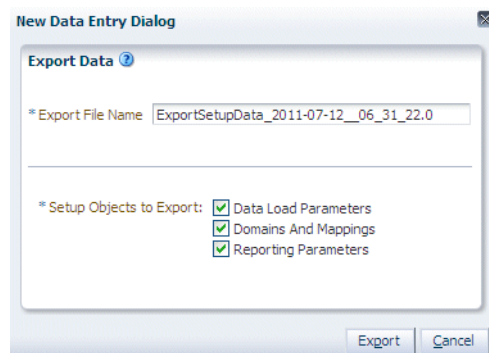 New Data Entry Dialog
Export Data
* Export File Name ExportSetupData_2011-07-12__06_31_22.0
* Setup Objects to Export: Data Load Parameters
Domains And Mappings
Reporting Parameters
Export Cancel